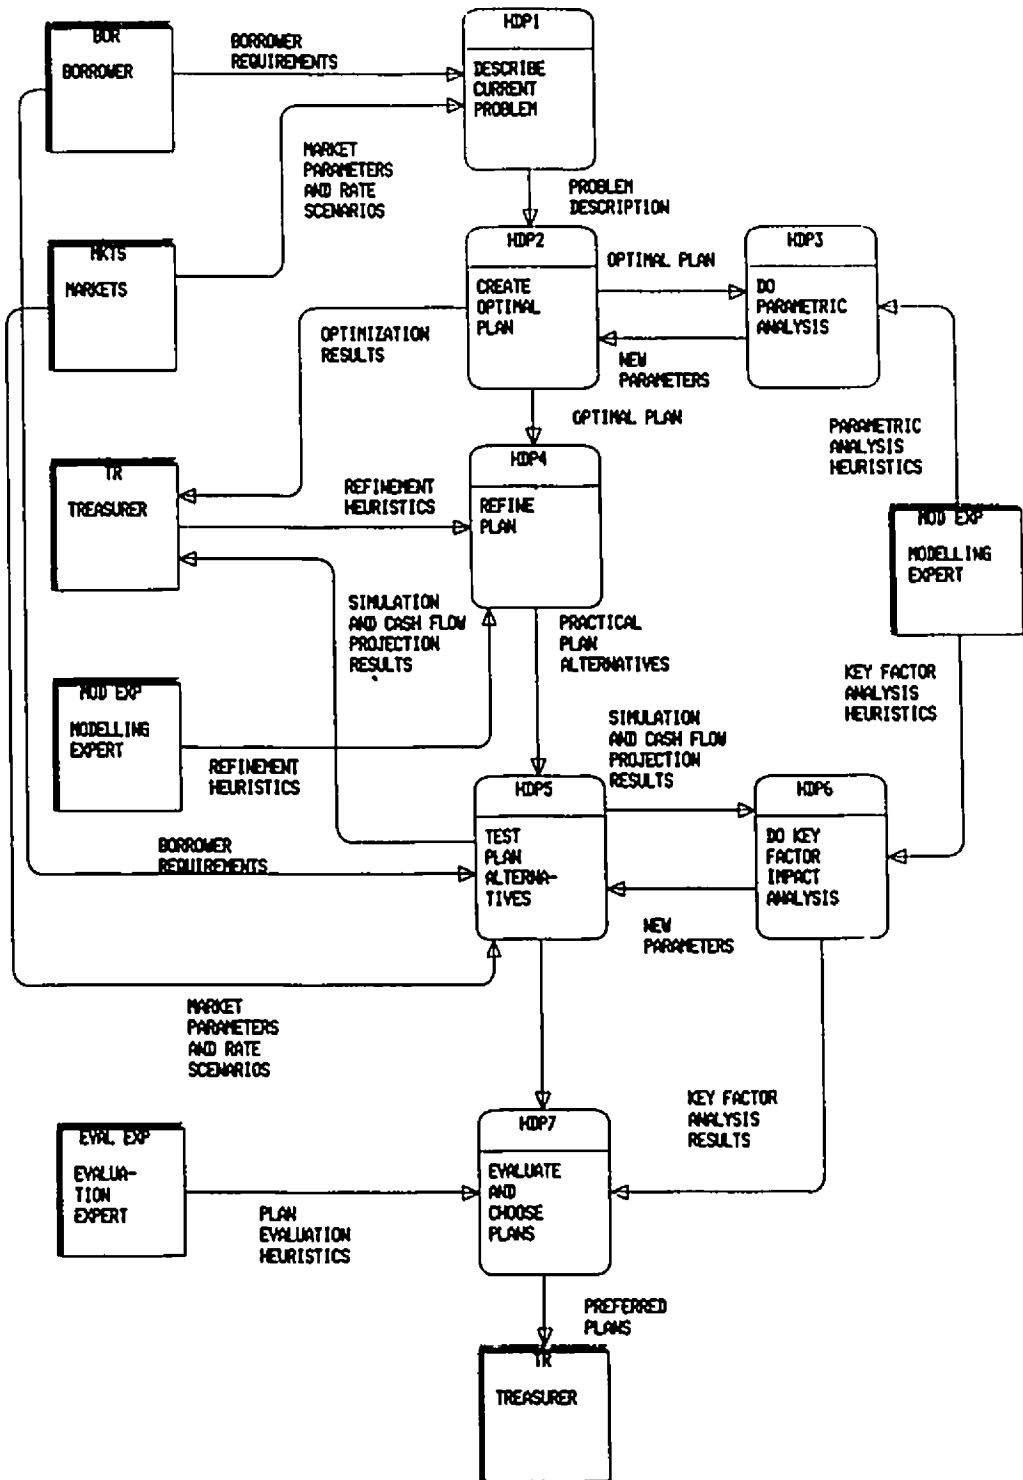 BOR
BORROWER
BORROWER
REQUIREMENTS
HDP1
DESCRIBE
CURRENT
PROBLEM
MARKET
PARAMETERS
AND RATE
SCENARIOS
PROBLEM
DESCRIPTION
MKTS
MARKETS
HDP2
CREATE
OPTIMAL
PLAN
OPTIMAL PLAN
HDP3
DO
PARAMETRIC
ANALYSIS
OPTIMIZATION
RESULTS
NEW
PARAMETERS
OPTIMAL PLAN
PARAMETRIC
ANALYSIS
HEURISTICS
TR
TREASURER
REFINEMENT
HEURISTICS
HDP4
REFINE
PLAN
MOD EXP
MODELLING
EXPERT
SIMULATION
AND CASH FLOW
PROJECTION
RESULTS
PRACTICAL
PLAN
ALTERNATIVES
KEY FACTOR
ANALYSIS
HEURISTICS
MOD EXP
MODELLING
EXPERT
REFINEMENT
HEURISTICS
SIMULATION
AND CASH FLOW
PROJECTION
RESULTS
HDP5
TEST
PLAN
ALTERNA-
TIVES
HDP6
DO KEY
FACTOR
IMPACT
ANALYSIS
BORROWER
REQUIREMENTS
NEW
PARAMETERS
MARKET
PARAMETERS
AND RATE
SCENARIOS
KEY FACTOR
ANALYSIS
RESULTS
EVAL EXP
EVALUA-
TION
EXPERT
PLAN
EVALUATION
HEURISTICS
HDP7
EVALUATE
AND
CHOOSE
PLANS
PREFERRED
PLANS
TR
TREASURER